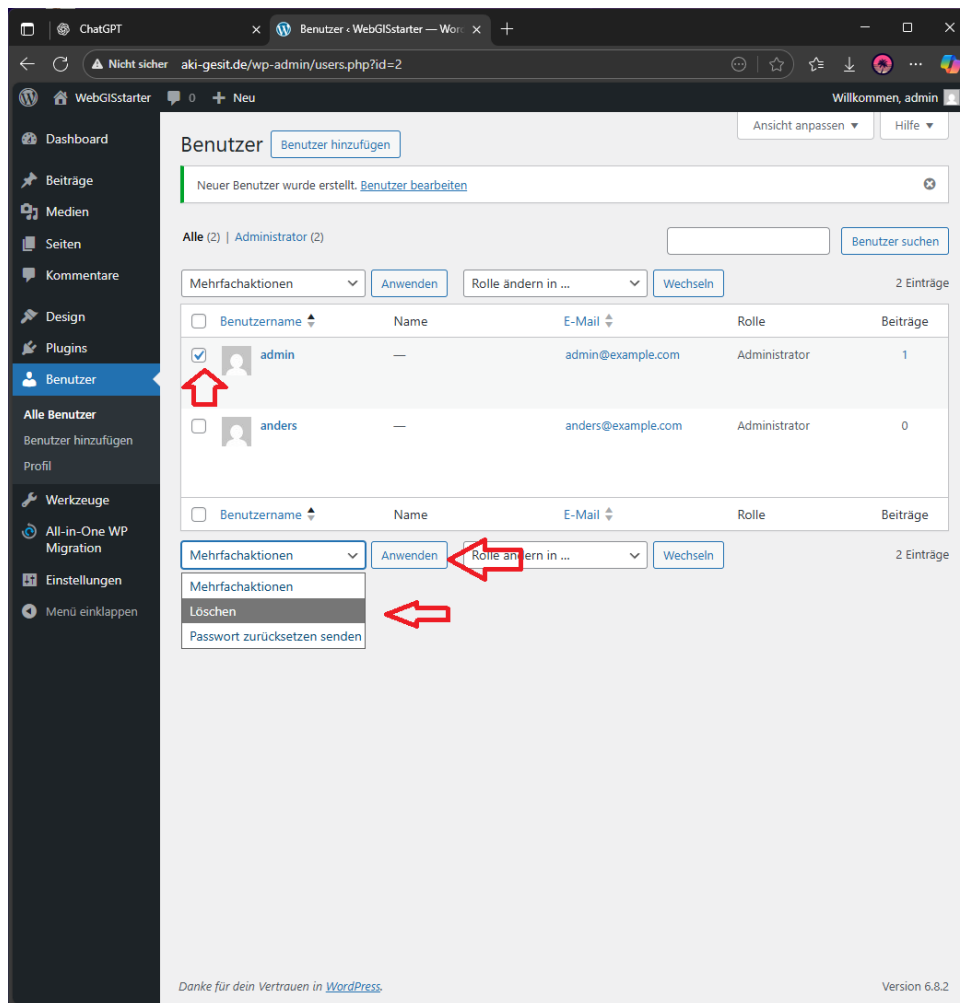 ChatGPT
Benutzer ‹ WebGISstarter — Word
Nicht sicher aki-gesit.de/wp-admin/users.php?id=2
WebGISstarter 0 Neu Willkommen, admin
Ansicht anpassen Hilfe
Dashboard
Beiträge
Medien
Seiten
Kommentare
Design
Plugins
Benutzer
Alle Benutzer
Benutzer hinzufügen
Profil
Werkzeuge
All-in-One WP
Migration
Einstellungen
Menü einklappen
Benutzer Benutzer hinzufügen
Neuer Benutzer wurde erstellt. Benutzer bearbeiten
Alle (2) | Administrator (2)
Benutzer suchen
Mehrfachaktionen Anwenden Rolle ändern in ... Wechseln 2 Einträge
Benutzername Name E-Mail Rolle Beiträge
admin — admin@example.com Administrator 1
anders — anders@example.com Administrator 0
Benutzername Name E-Mail Rolle Beiträge
Mehrfachaktionen Anwenden Rolle ändern in ... Wechseln 2 Einträge
Mehrfachaktionen
Löschen
Passwort zurücksetzen senden
Danke für dein Vertrauen in WordPress. Version 6.8.2